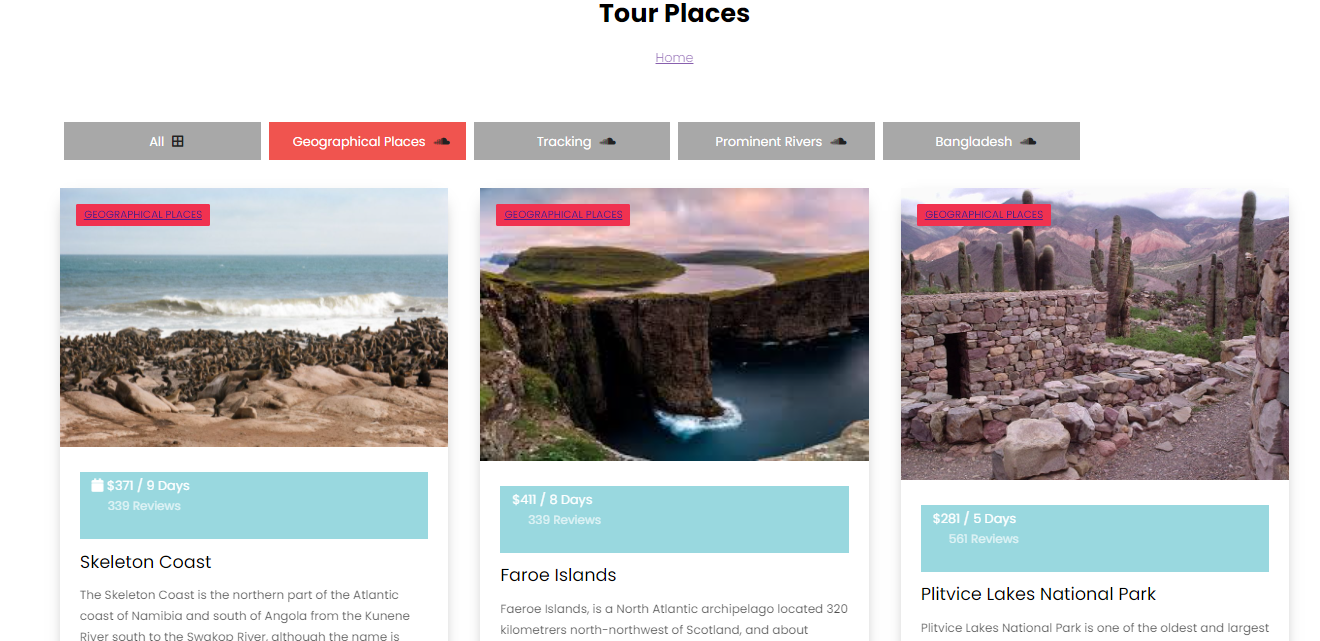 Tour Places
Home
All
Geographical Places
Tracking
Prominent Rivers
Bangladesh
GEOGRAPHICAL PLACES
$371 / 9 Days
339 Reviews
Skeleton Coast
The Skeleton Coast is the northern part of the Atlantic
coast of Namibia and south of Angola from the Kunene
River south to the Swakop River, although the name is
GEOGRAPHICAL PLACES
$411 / 8 Days
339 Reviews
Faroe Islands
Faeroe Islands, is a North Atlantic archipelago located 320
kilometrers north-northwest of Scotland, and about
GEOGRAPHICAL PLACES
$281 / 5 Days
561 Reviews
Plitvice Lakes National Park
Plitvice Lakes National Park is one of the oldest and largest